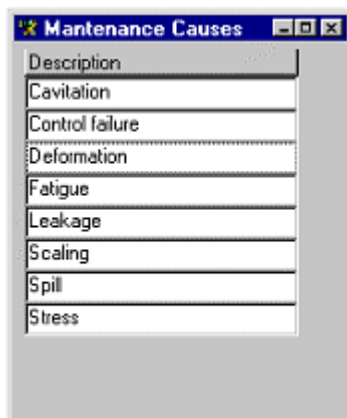 Mantenance Causes
Description
Cavitation
Control failure
Deformation
Fatigue
Leakage
Scaling
Spill
Stress